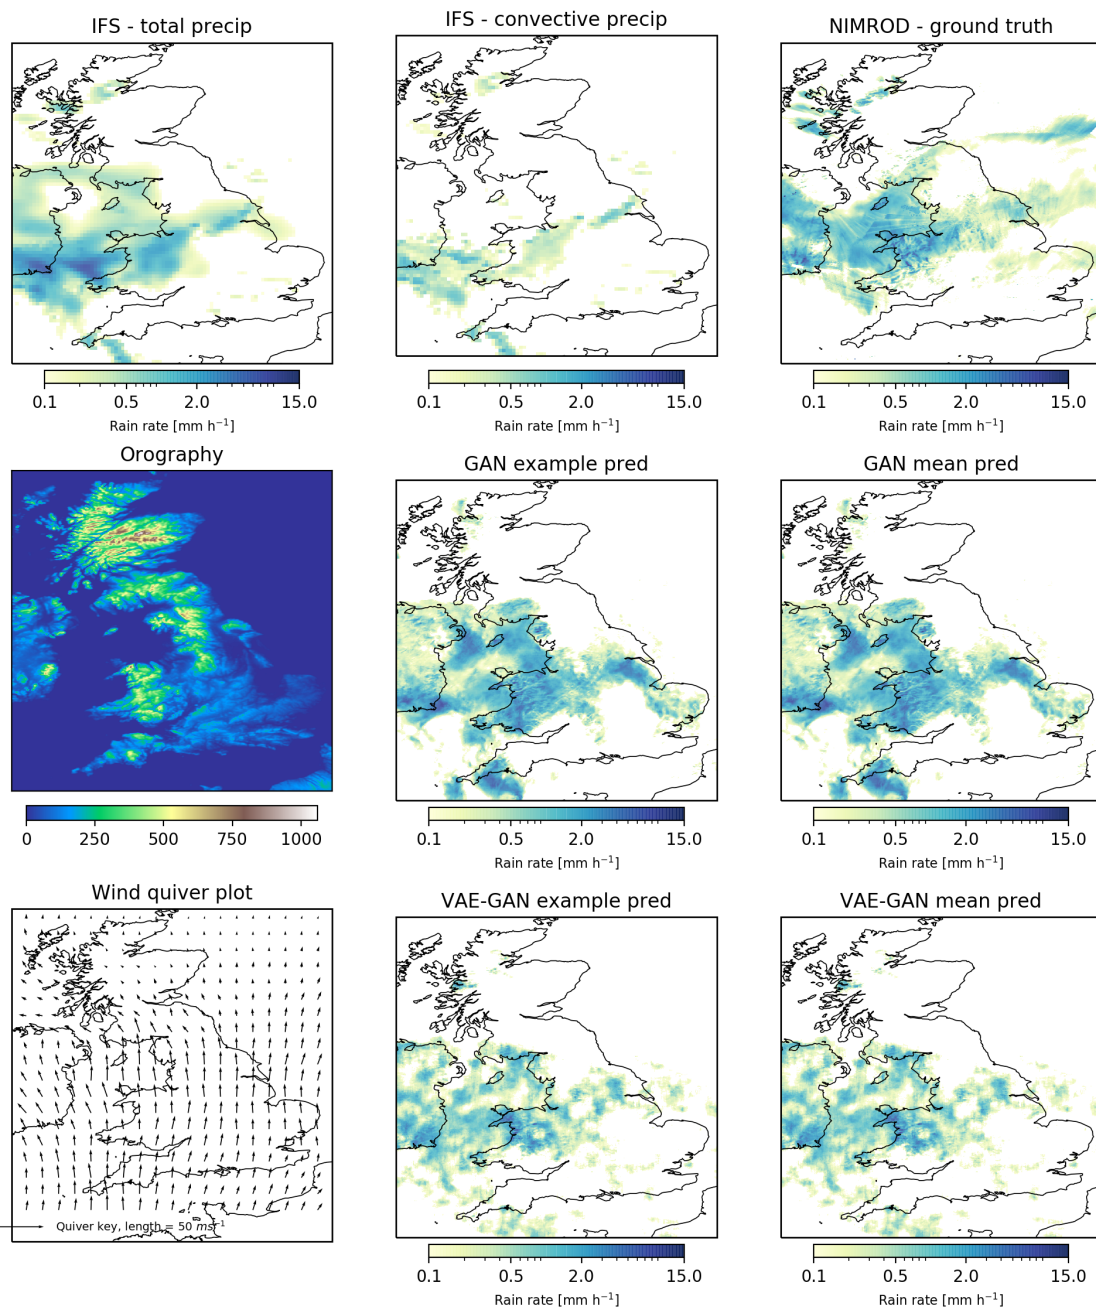 IFS - total precip
IFS - convective precip
NIMROD - ground truth
0.1 0.5 2.0 15.0
Rain rate [mm h⁻¹]
0.1 0.5 2.0 15.0
Rain rate [mm h⁻¹]
0.1 0.5 2.0 15.0
Rain rate [mm h⁻¹]
Orography
GAN example pred
GAN mean pred
0 250 500 750 1000
0.1 0.5 2.0 15.0
Rain rate [mm h⁻¹]
0.1 0.5 2.0 15.0
Rain rate [mm h⁻¹]
Wind quiver plot
VAE-GAN example pred
VAE-GAN mean pred
Quiver key, length = 50 ms⁻¹
0.1 0.5 2.0 15.0
Rain rate [mm h⁻¹]
0.1 0.5 2.0 15.0
Rain rate [mm h⁻¹]